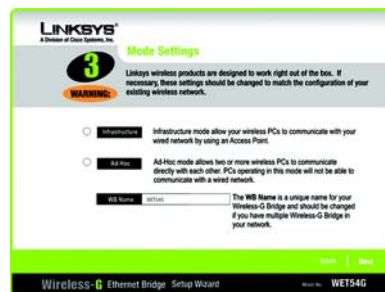 LINKSYS®
A Division of Cisco Systems, Inc.
Mode Settings
3
WARNING:
Linksys wireless products are designed to work right out of the box. If
necessary, these settings should be changed to match the configuration of your
existing wireless network.
Infrastructure
Infrastructure mode allow your wireless PCs to communicate with your
wired network by using an Access Point.
Ad-Hoc
Ad-Hoc mode allows two or more wireless PCs to communicate
directly with each other. PCs operating in this mode will not be able to
communicate with a wired network.
WB Name
WET54G
The WB Name is a unique name for your
Wireless-G Bridge and should be changed
if you have multiple Wireless-G Bridge in
your network.
Back Next
Wireless-G Ethernet Bridge Setup Wizard
Model No. WET54G